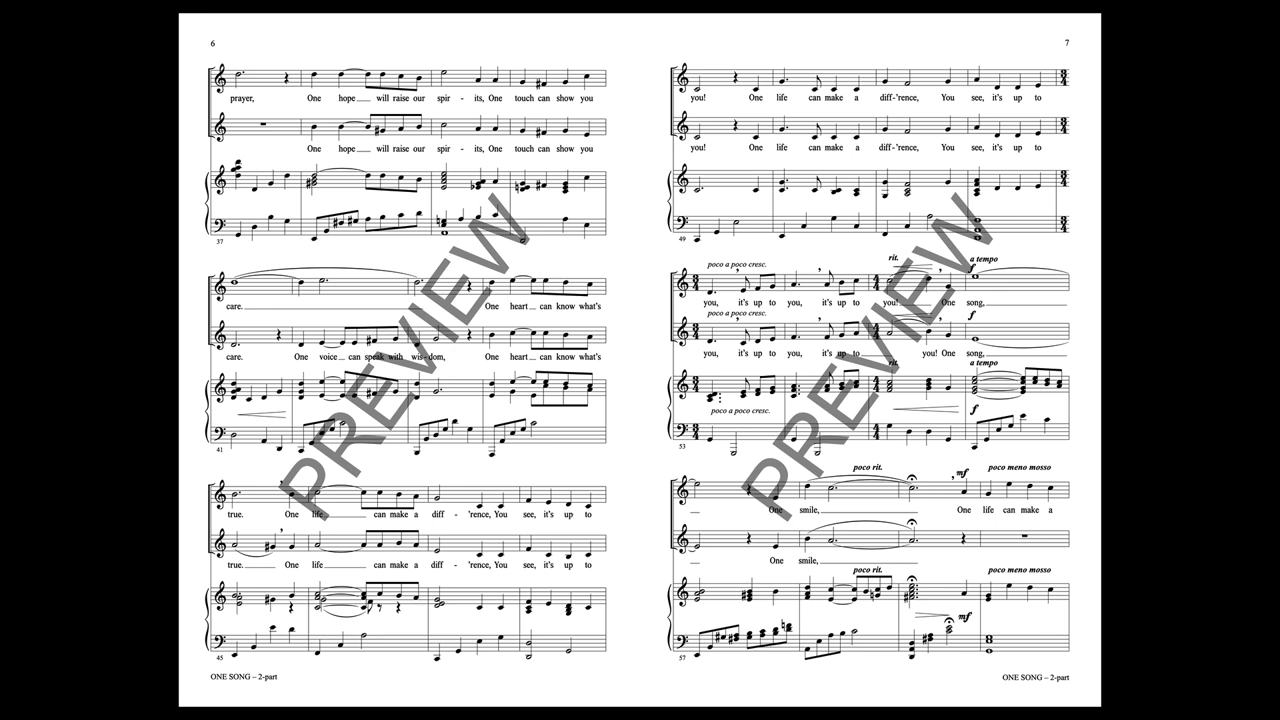 6
prayer, One hope will raise our spir - its, One touch can show you
One hope will raise our spir - its, One touch can show you
37
care. One heart can know what's
care. One voice can speak with wis - dom, One heart can know what's
41
true. One life can make a diff - 'rence, You see, it's up to
true. One life can make a diff - 'rence, You see, it's up to
45
ONE SONG – 2-part
PREVIEW
7
you! One life can make a diff-'rence, You see, it's up to
you! One life can make a diff-'rence, You see, it's up to
49
poco a poco cresc. rit. a tempo
f
you, it's up to you, it's up to you! One song,
poco a poco cresc.
f
you, it's up to you, it's up to you! One song,
rit. a tempo
poco a poco cresc. f
53
poco rit. mf poco meno mosso
One smile, One life can make a
One smile,
poco rit. poco meno mosso
mf
57
ONE SONG – 2-part
PREVIEW